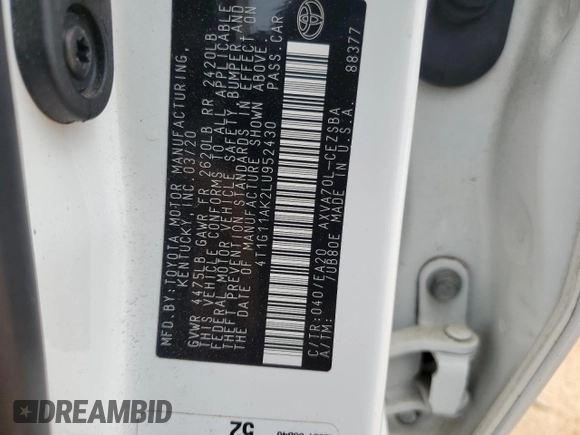 MFD. BY: TOYOTA MOTOR MANUFACTURING,
KENTUCKY, INC. 03/20
GVWR 4475LB GAWR FR 2620LB RR 2420LB
THIS VEHICLE CONFORMS TO ALL APPLICABLE
FEDERAL MOTOR VEHICLE SAFETY, BUMPER AND
THEFT PREVENTION STANDARDS IN EFFECT ON
THE DATE OF MANUFACTURE SHOWN ABOVE.
4T1G11AK2LU952430 PASS. CAR
C/TR: 040/EA20 AXVA70L-CEZSBA
A/TM: 7UB80E MADE IN U.S.A. 88377
52
DREAMBID